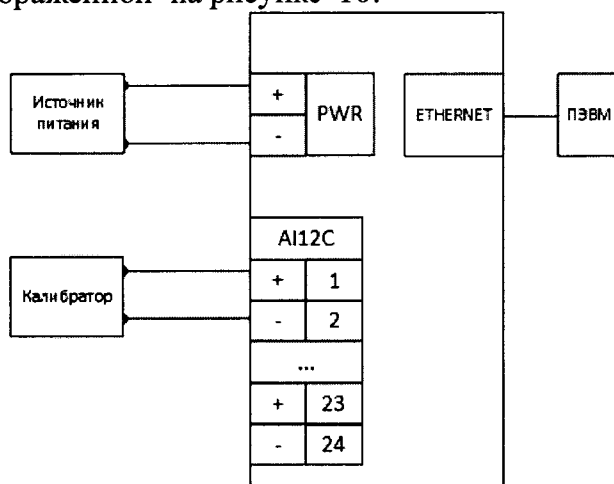 ображенной на рисунке 10.
Источник
питания
+
-
PWR
ETHERNET
ПЭВМ
AI12C
Калибратор
+ 1
- 2
...
+ 23
- 24